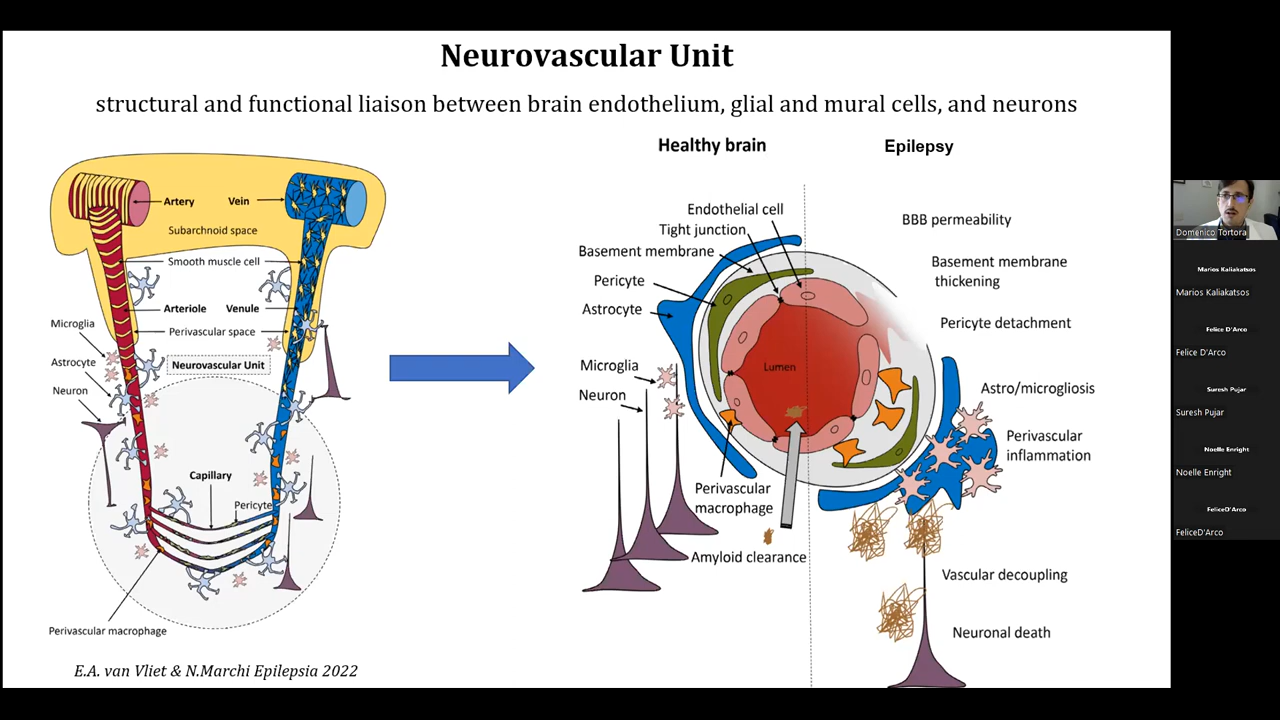 Neurovascular Unit
structural and functional liaison between brain endothelium, glial and mural cells, and neurons
Artery
Vein
Subarchnoid space
Smooth muscle cell
Arteriole
Venule
Microglia
Perivascular space
Astrocyte
Neurovascular Unit
Neuron
Capillary
Pericyte
Perivascular macrophage
E.A. van Vliet & N.Marchi Epilepsia 2022
Healthy brain
Endothelial cell
Tight junction
Basement membrane
Pericyte
Astrocyte
Lumen
Microglia
Neuron
Perivascular
macrophage
Amyloid clearance
Epilepsy
BBB permeability
Basement membrane
thickening
Pericyte detachment
Astro/microgliosis
Perivascular
inflammation
Vascular decoupling
Neuronal death
Domenico Tortora
Marios Kaliakatsos
Marios Kaliakatsos
Felice D'Arco
Felice D'Arco
Suresh Pujar
Suresh Pujar
Noelle Enright
Noelle Enright
FeliceD'Arco
FeliceD'Arco